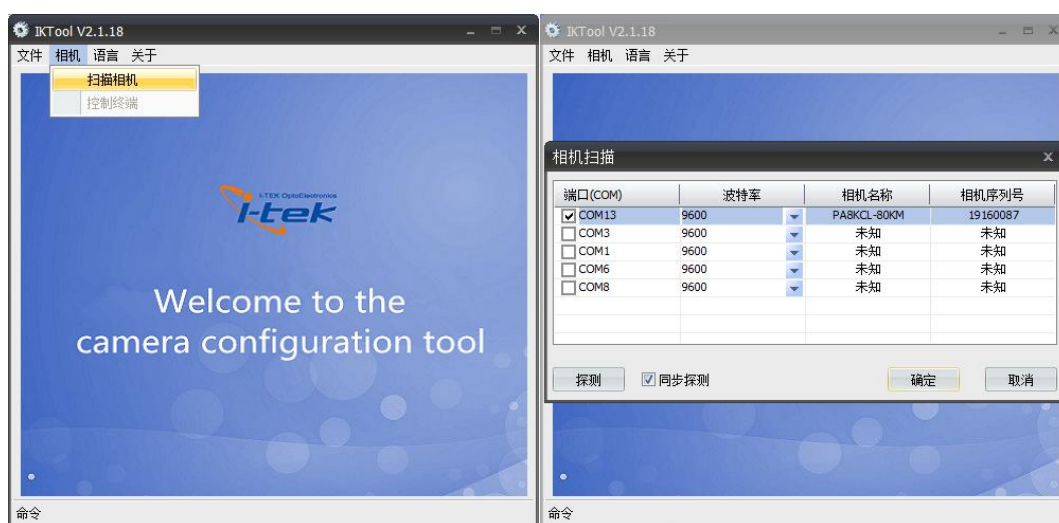 IKTool V2.1.18
文件 相机 语言 关于
扫描相机
控制终端
I-TEK OptoElectronics
i-tek
Welcome to the
camera configuration tool
命令
IKTool V2.1.18
文件 相机 语言 关于
相机扫描
端口(COM) 波特率 相机名称 相机序列号
COM13 9600 PA8KCL-80KM 19160087
COM3 9600 未知 未知
COM1 9600 未知 未知
COM6 9600 未知 未知
COM8 9600 未知 未知
探测 同步探测 确定 取消
命令